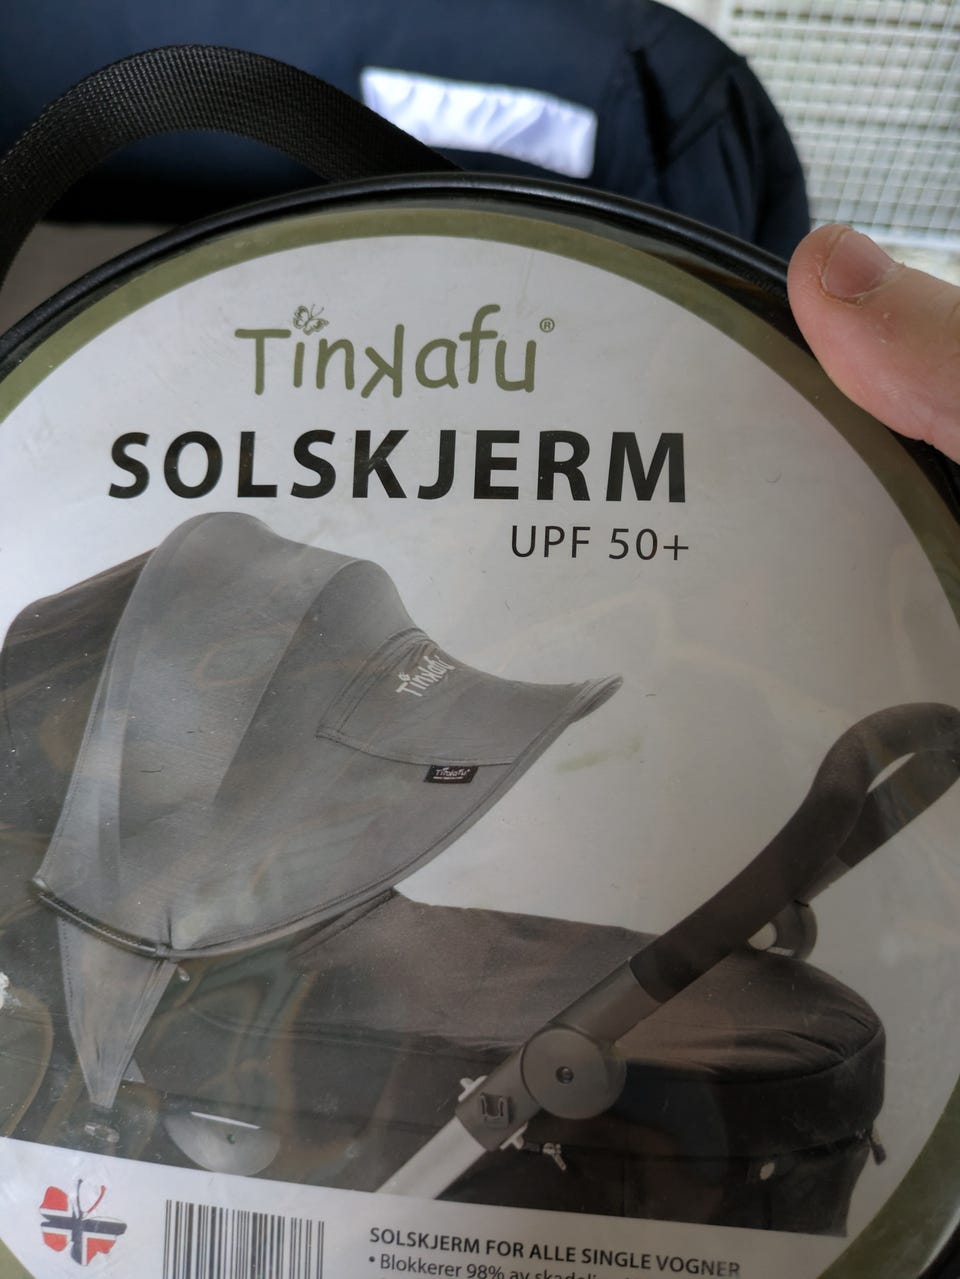 Tinkafu®
SOLSKJERM
UPF 50+
Tinkafu
Tinkafu
SOLSKJERM FOR ALLE SINGLE VOGNER
• Blokkerer 98% av